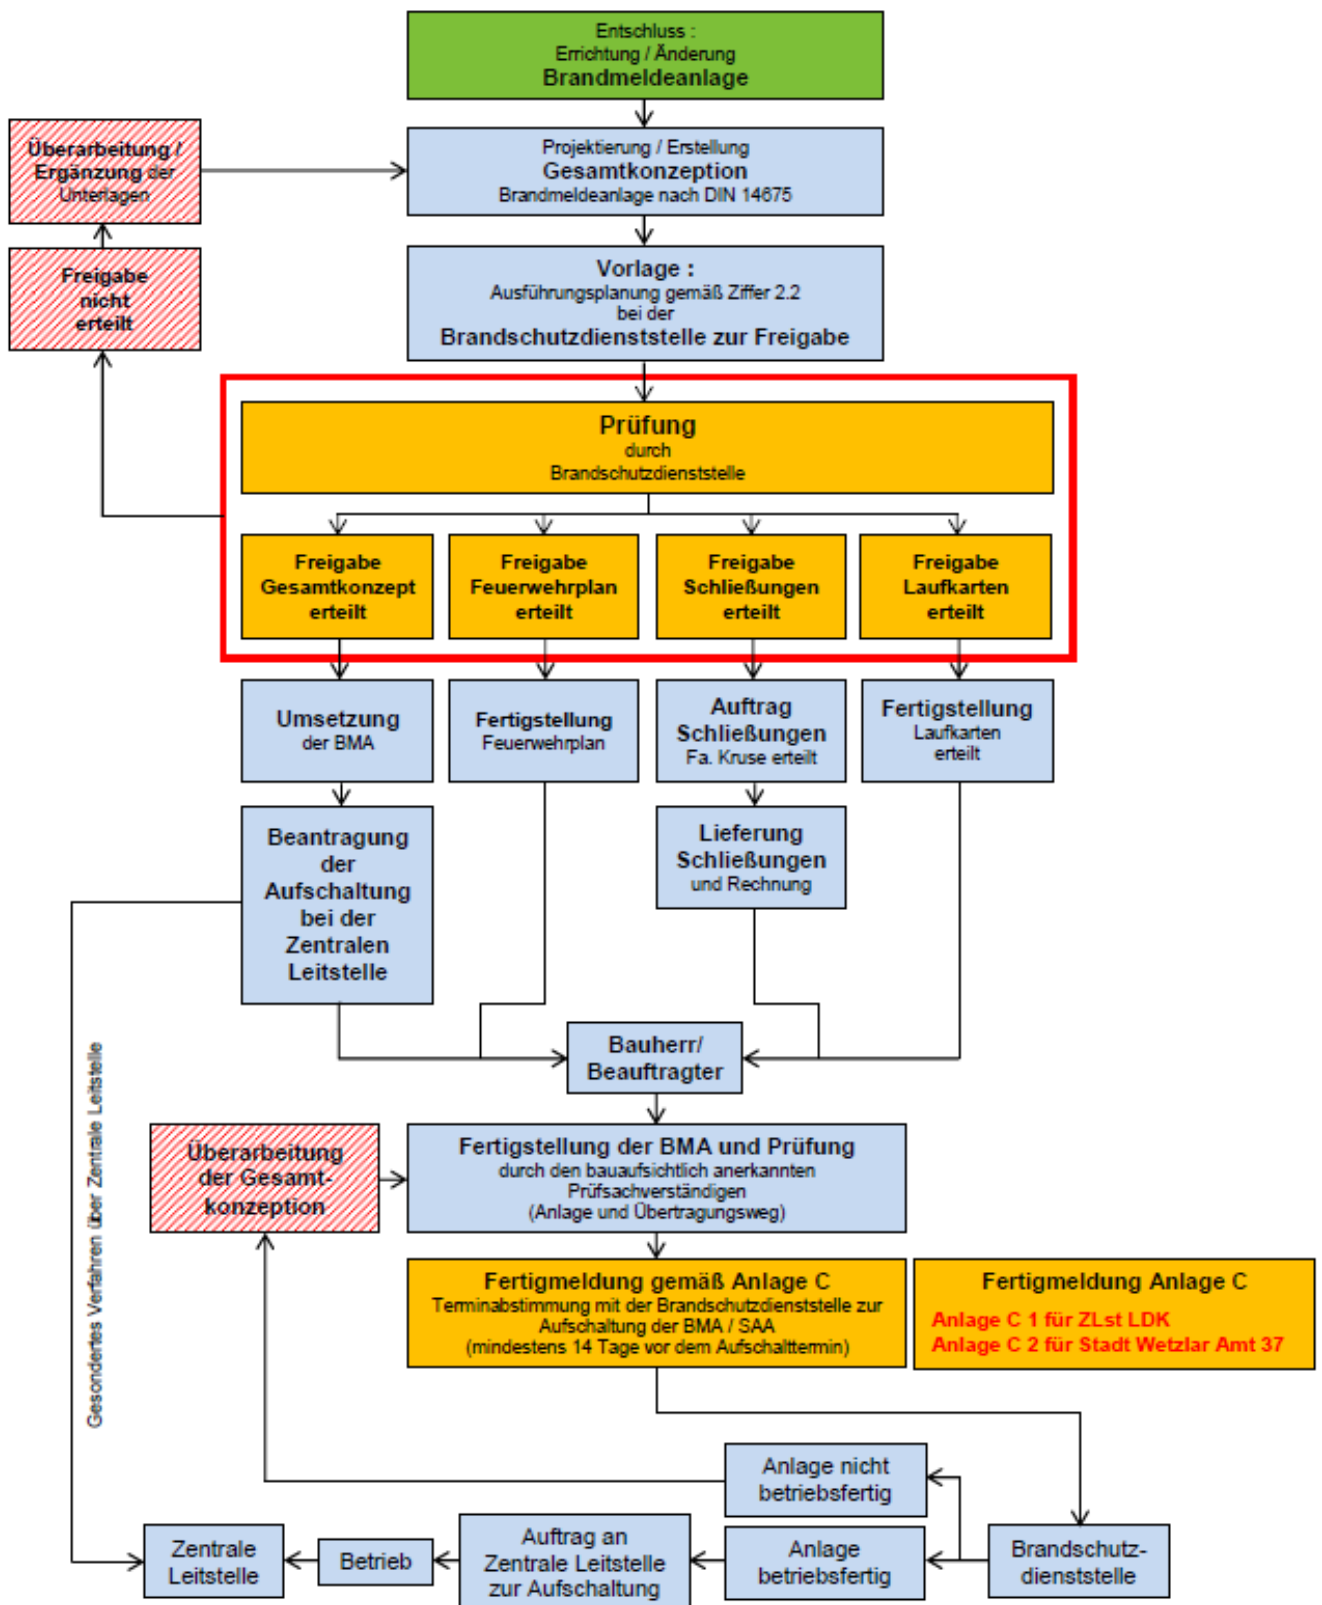 Entschluss :
Errichtung / Änderung
Brandmeldeanlage
Überarbeitung /
Ergänzung der
Unterlagen
Projektierung / Erstellung
Gesamtkonzeption
Brandmeldeanlage nach DIN 14675
Freigabe
nicht
erteilt
Vorlage :
Ausführungsplanung gemäß Ziffer 2.2
bei der
Brandschutzdienststelle zur Freigabe
Prüfung
durch
Brandschutzdienststelle
Freigabe
Gesamtkonzept
erteilt
Freigabe
Feuerwehrplan
erteilt
Freigabe
Schließungen
erteilt
Freigabe
Laufkarten
erteilt
Umsetzung
der BMA
Fertigstellung
Feuerwehrplan
Auftrag
Schließungen
Fa. Kruse erteilt
Fertigstellung
Laufkarten
erteilt
Beantragung
der
Aufschaltung
bei der
Zentralen
Leitstelle
Lieferung
Schließungen
und Rechnung
Gesondertes Verfahren über Zentrale Leitstelle
Bauherr/
Beauftragter
Überarbeitung
der Gesamt-
konzeption
Fertigstellung der BMA und Prüfung
durch den bauaufsichtlich anerkannten
Prüfsachverständigen
(Anlage und Übertragungsweg)
Fertigmeldung gemäß Anlage C
Terminabstimmung mit der Brandschutzdienststelle zur
Aufschaltung der BMA / SAA
(mindestens 14 Tage vor dem Aufschalttermin)
Fertigmeldung Anlage C
Anlage C 1 für ZLst LDK
Anlage C 2 für Stadt Wetzlar Amt 37
Anlage nicht
betriebsfertig
Zentrale
Leitstelle
Betrieb
Auftrag an
Zentrale Leitstelle
zur Aufschaltung
Anlage
betriebsfertig
Brandschutz-
dienststelle